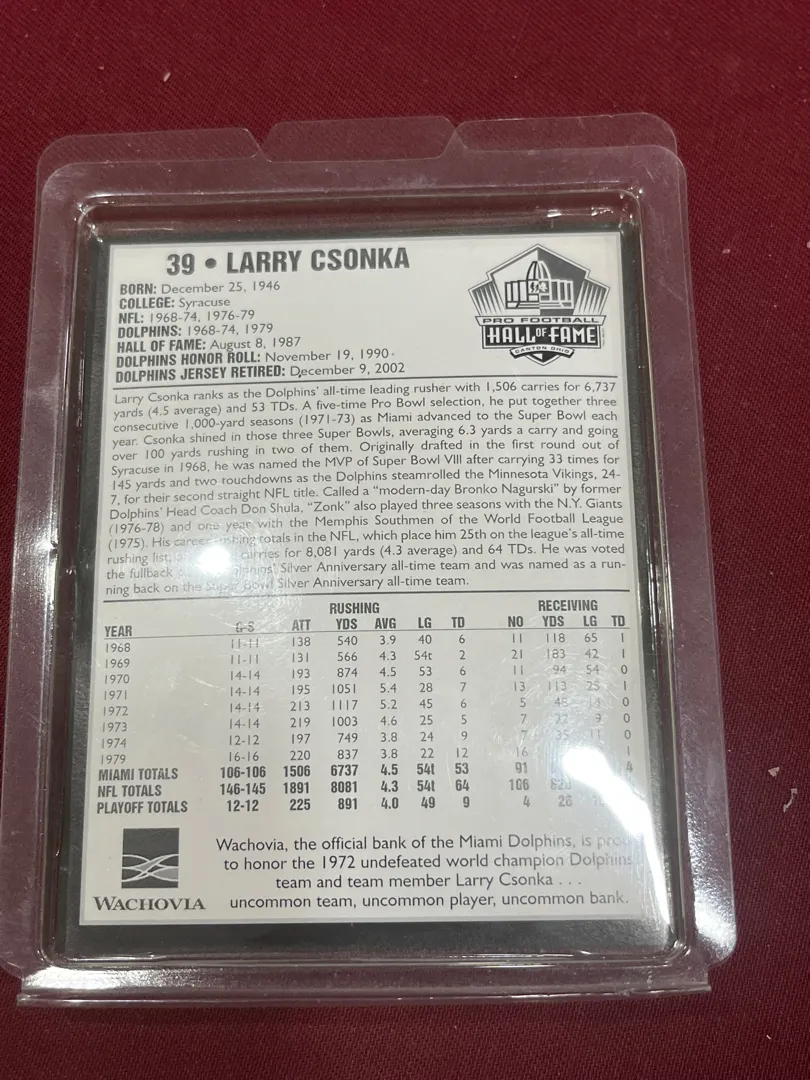 39 • LARRY CSONKA
BORN: December 25, 1946
COLLEGE: Syracuse
NFL: 1968-74, 1976-79
DOLPHINS: 1968-74, 1979
HALL OF FAME: August 8, 1987
DOLPHINS HONOR ROLL: November 19, 1990
DOLPHINS JERSEY RETIRED: December 9, 2002
PRO FOOTBALL
HALL OF FAME
CANTON OHIO
Larry Csonka ranks as the Dolphins' all-time leading rusher with 1,506 carries for 6,737
yards (4.5 average) and 53 TDs. A five-time Pro Bowl selection, he put together three
consecutive 1,000-yard seasons (1971-73) as Miami advanced to the Super Bowl each
year. Csonka shined in those three Super Bowls, averaging 6.3 yards a carry and going
over 100 yards rushing in two of them. Originally drafted in the first round out of
Syracuse in 1968, he was named the MVP of Super Bowl VIII after carrying 33 times for
145 yards and two touchdowns as the Dolphins steamrolled the Minnesota Vikings, 24-
7, for their second straight NFL title. Called a "modern-day Bronko Nagurski" by former
Dolphins' Head Coach Don Shula, "Zonk" also played three seasons with the N.Y. Giants
(1976-78) and one year with the Memphis Southmen of the World Football League
(1975). His career rushing totals in the NFL, which place him 25th on the league's all-time
rushing list, carries for 8,081 yards (4.3 average) and 64 TDs. He was voted
the fullback Dolphins' Silver Anniversary all-time team and was named as a run-
ning back on the Super Bowl Silver Anniversary all-time team.
RUSHING RECEIVING
YEAR G-S ATT YDS AVG LG TD NO YDS LG TD
1968 11-11 138 540 3.9 40 6 11 118 65 1
1969 11-11 131 566 4.3 54t 2 21 183 42 1
1970 14-14 193 874 4.5 53 6 11 94 54 0
1971 14-14 195 1051 5.4 28 7 13 113 25 1
1972 14-14 213 1117 5.2 45 6 5 48 14 0
1973 14-14 219 1003 4.6 25 5 7 22 9 0
1974 12-12 197 749 3.8 24 9 7 35 11 0
1979 16-16 220 837 3.8 22 12 16 1
MIAMI TOTALS 106-106 1506 6737 4.5 54t 53 91 4
NFL TOTALS 146-145 1891 8081 4.3 54t 64 106 820
PLAYOFF TOTALS 12-12 225 891 4.0 49 9 4 26
WACHOVIA
Wachovia, the official bank of the Miami Dolphins, is proud
to honor the 1972 undefeated world champion Dolphins
team and team member Larry Csonka . . .
uncommon team, uncommon player, uncommon bank.